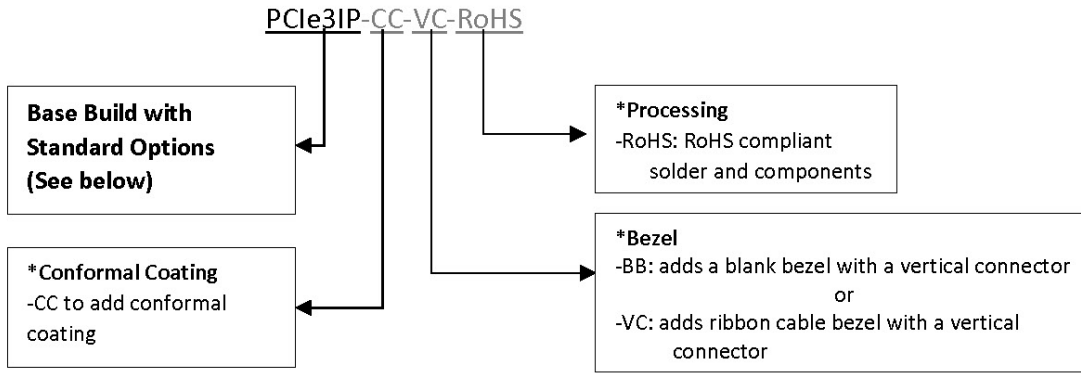 PCIe3IP-CC-VC-RoHS
Base Build with
Standard Options
(See below)
*Conformal Coating
-CC to add conformal
coating
*Processing
-RoHS: RoHS compliant
solder and components
*Bezel
-BB: adds a blank bezel with a vertical connector
or
-VC: adds ribbon cable bezel with a vertical
connector